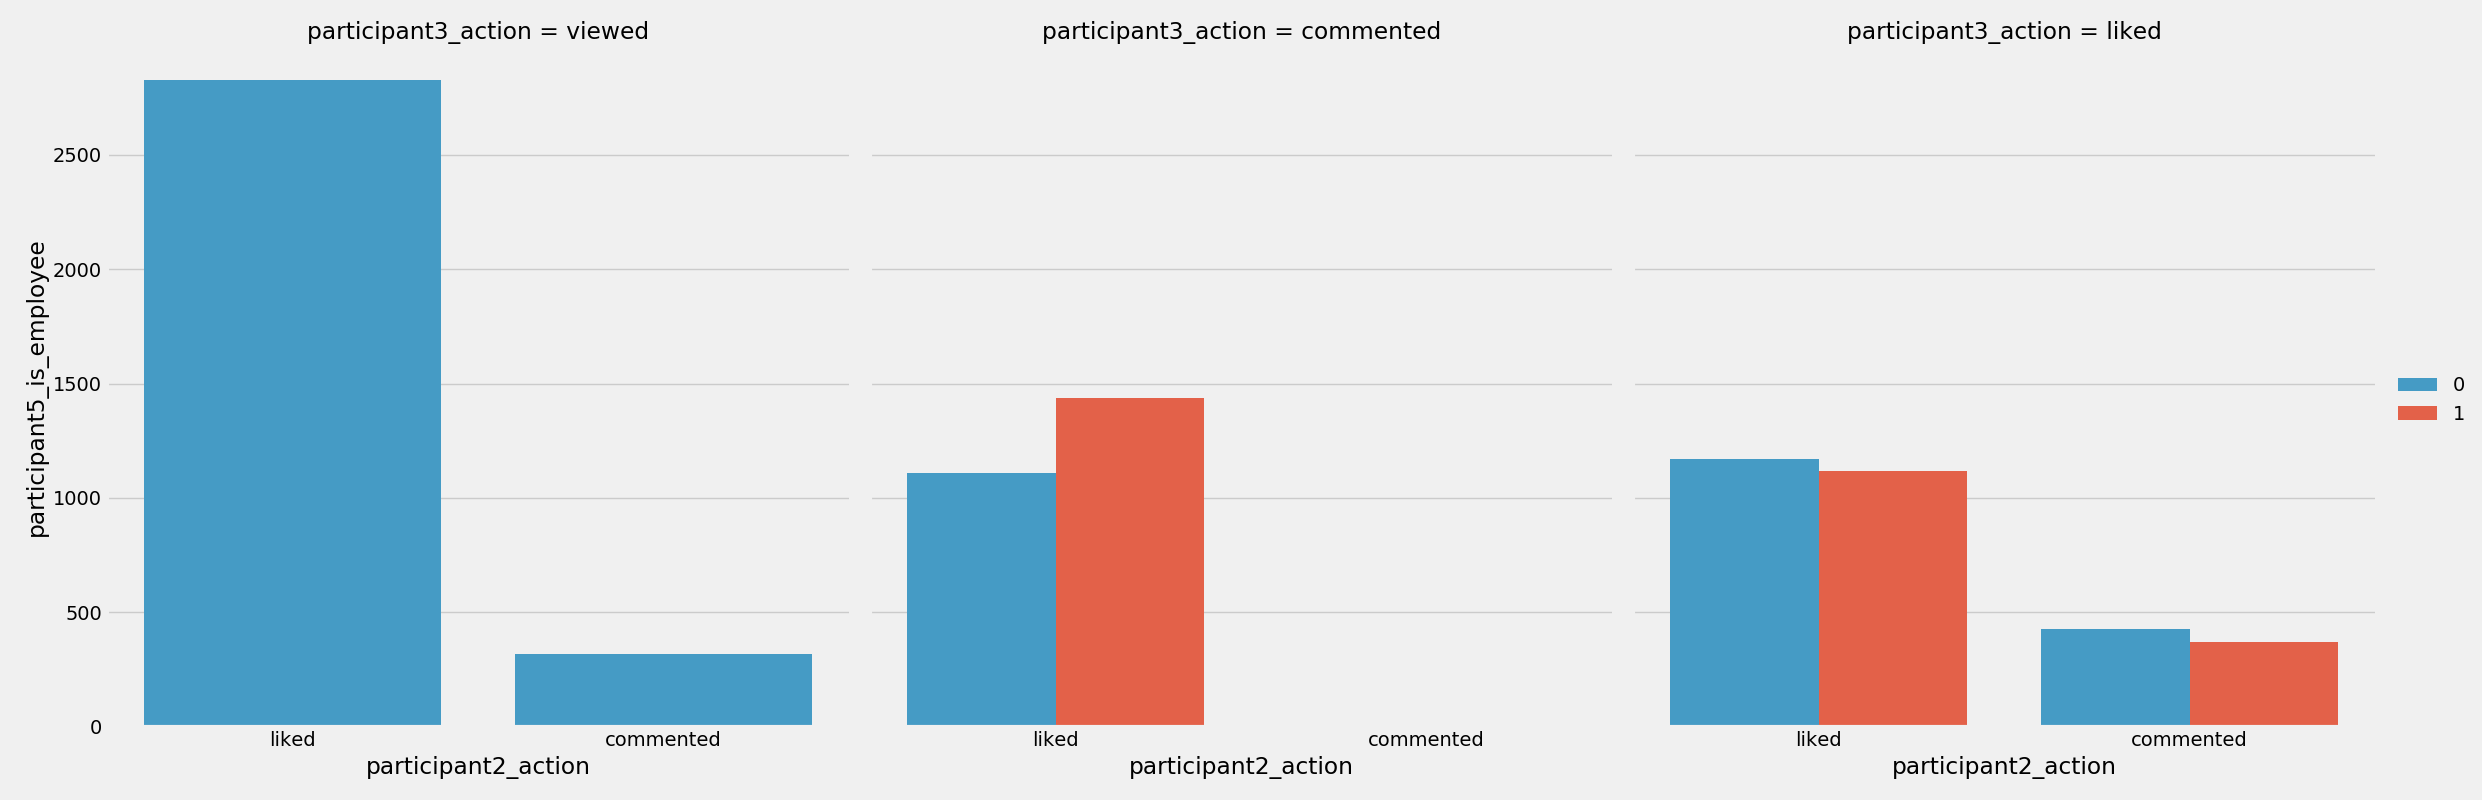 participant3_action = viewed
participant3_action = commented
participant3_action = liked
participant5_is_employee
2500
2000
1500
1000
500
0
liked
commented
liked
commented
liked
commented
participant2_action
participant2_action
participant2_action
0
1